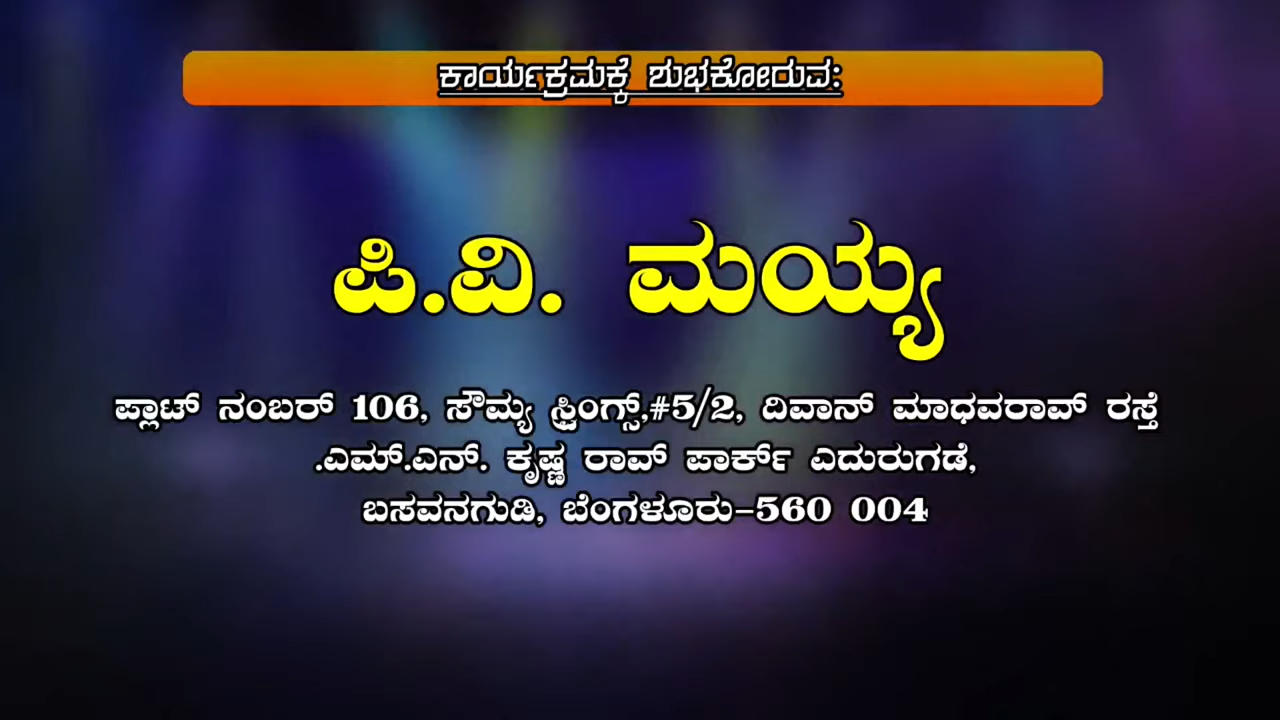 ಕಾರ್ಯಕ್ರಮಕ್ಕೆ ಶುಭಕೋರುವ:
ಪಿ.ವಿ. ಮಯ್ಯ
ಪ್ಲಾಟ್ ನಂಬರ್ 106, ಸೌಮ್ಯ ಸ್ಪ್ರಿಂಗ್ಸ್,#5/2, ದಿವಾನ್ ಮಾಧವರಾವ್ ರಸ್ತೆ
.ಎಮ್.ಎನ್. ಕೃಷ್ಣ ರಾವ್ ಪಾರ್ಕ್ ಎದುರುಗಡೆ,
ಬಸವನಗುಡಿ, ಬೆಂಗಳೂರು-560 004